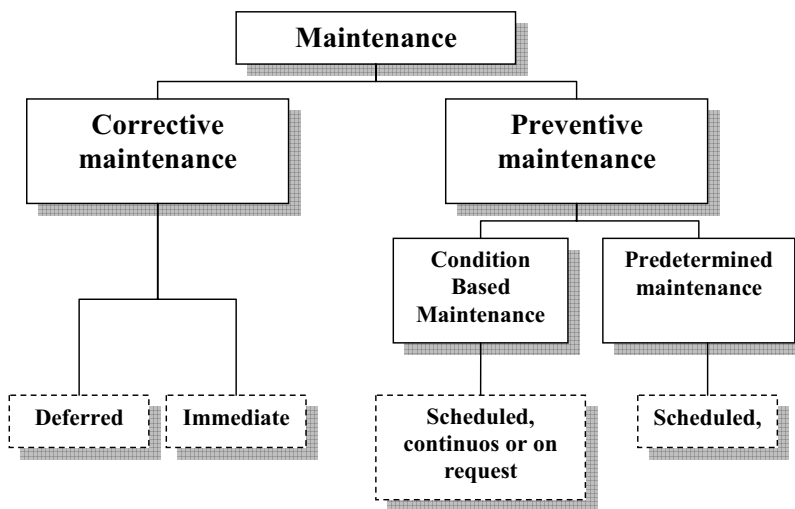 Maintenance
Corrective
maintenance
Preventive
maintenance
Condition
Based
Maintenance
Predetermined
maintenance
Deferred
Immediate
Scheduled,
continuos or on
request
Scheduled,